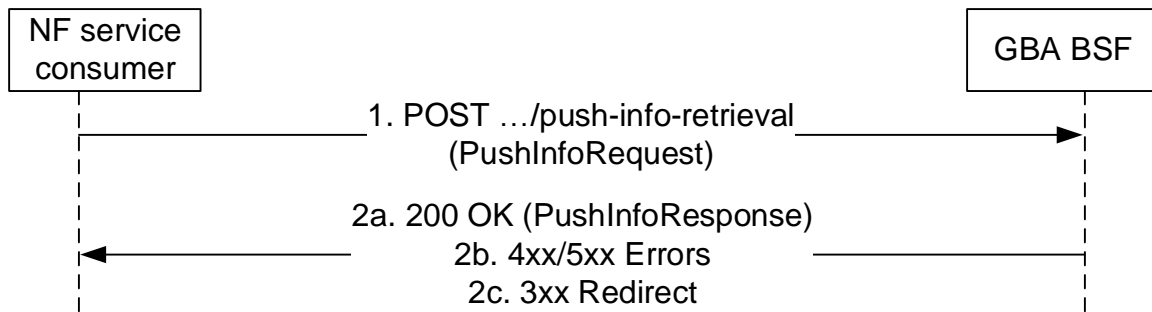 NF service
consumer
GBA BSF
1. POST …/push-info-retrieval
(PushInfoRequest)
2a. 200 OK (PushInfoResponse)
2b. 4xx/5xx Errors
2c. 3xx Redirect